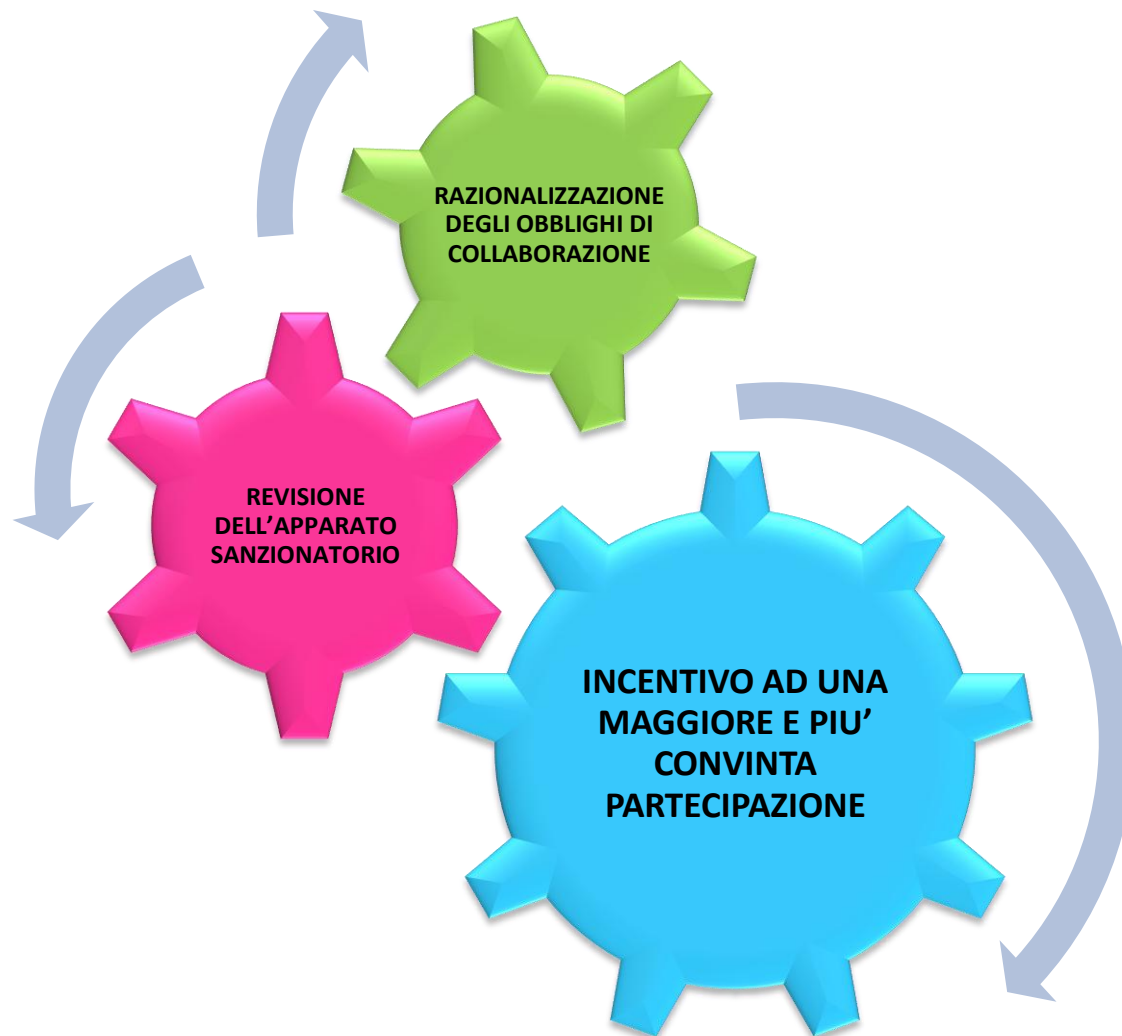 RAZIONALIZZAZIONE
DEGLI OBBLIGHI DI
COLLABORAZIONE
REVISIONE
DELL’APPARATO
SANZIONATORIO
INCENTIVO AD UNA
MAGGIORE E PIU’
CONVINTA
PARTECIPAZIONE